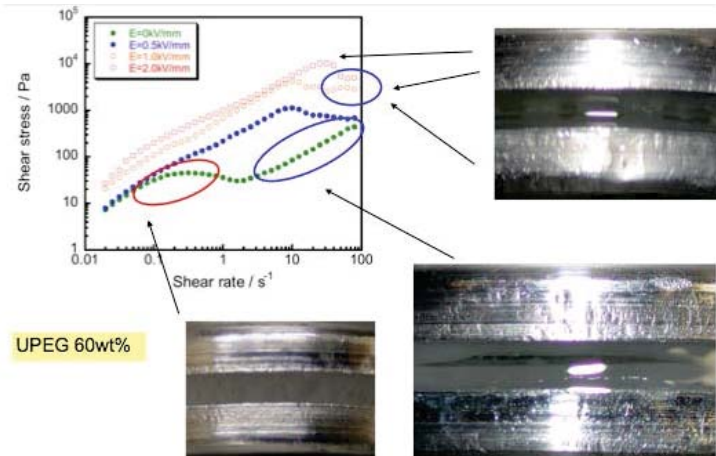 E=0kV/mm
E=0.5kV/mm
E=1.0kV/mm
E=2.0kV/mm
Shear stress / Pa
10⁵
10⁴
1000
100
10
1
0.01
0.1
1
10
100
Shear rate / s⁻¹
UPEG 60wt%